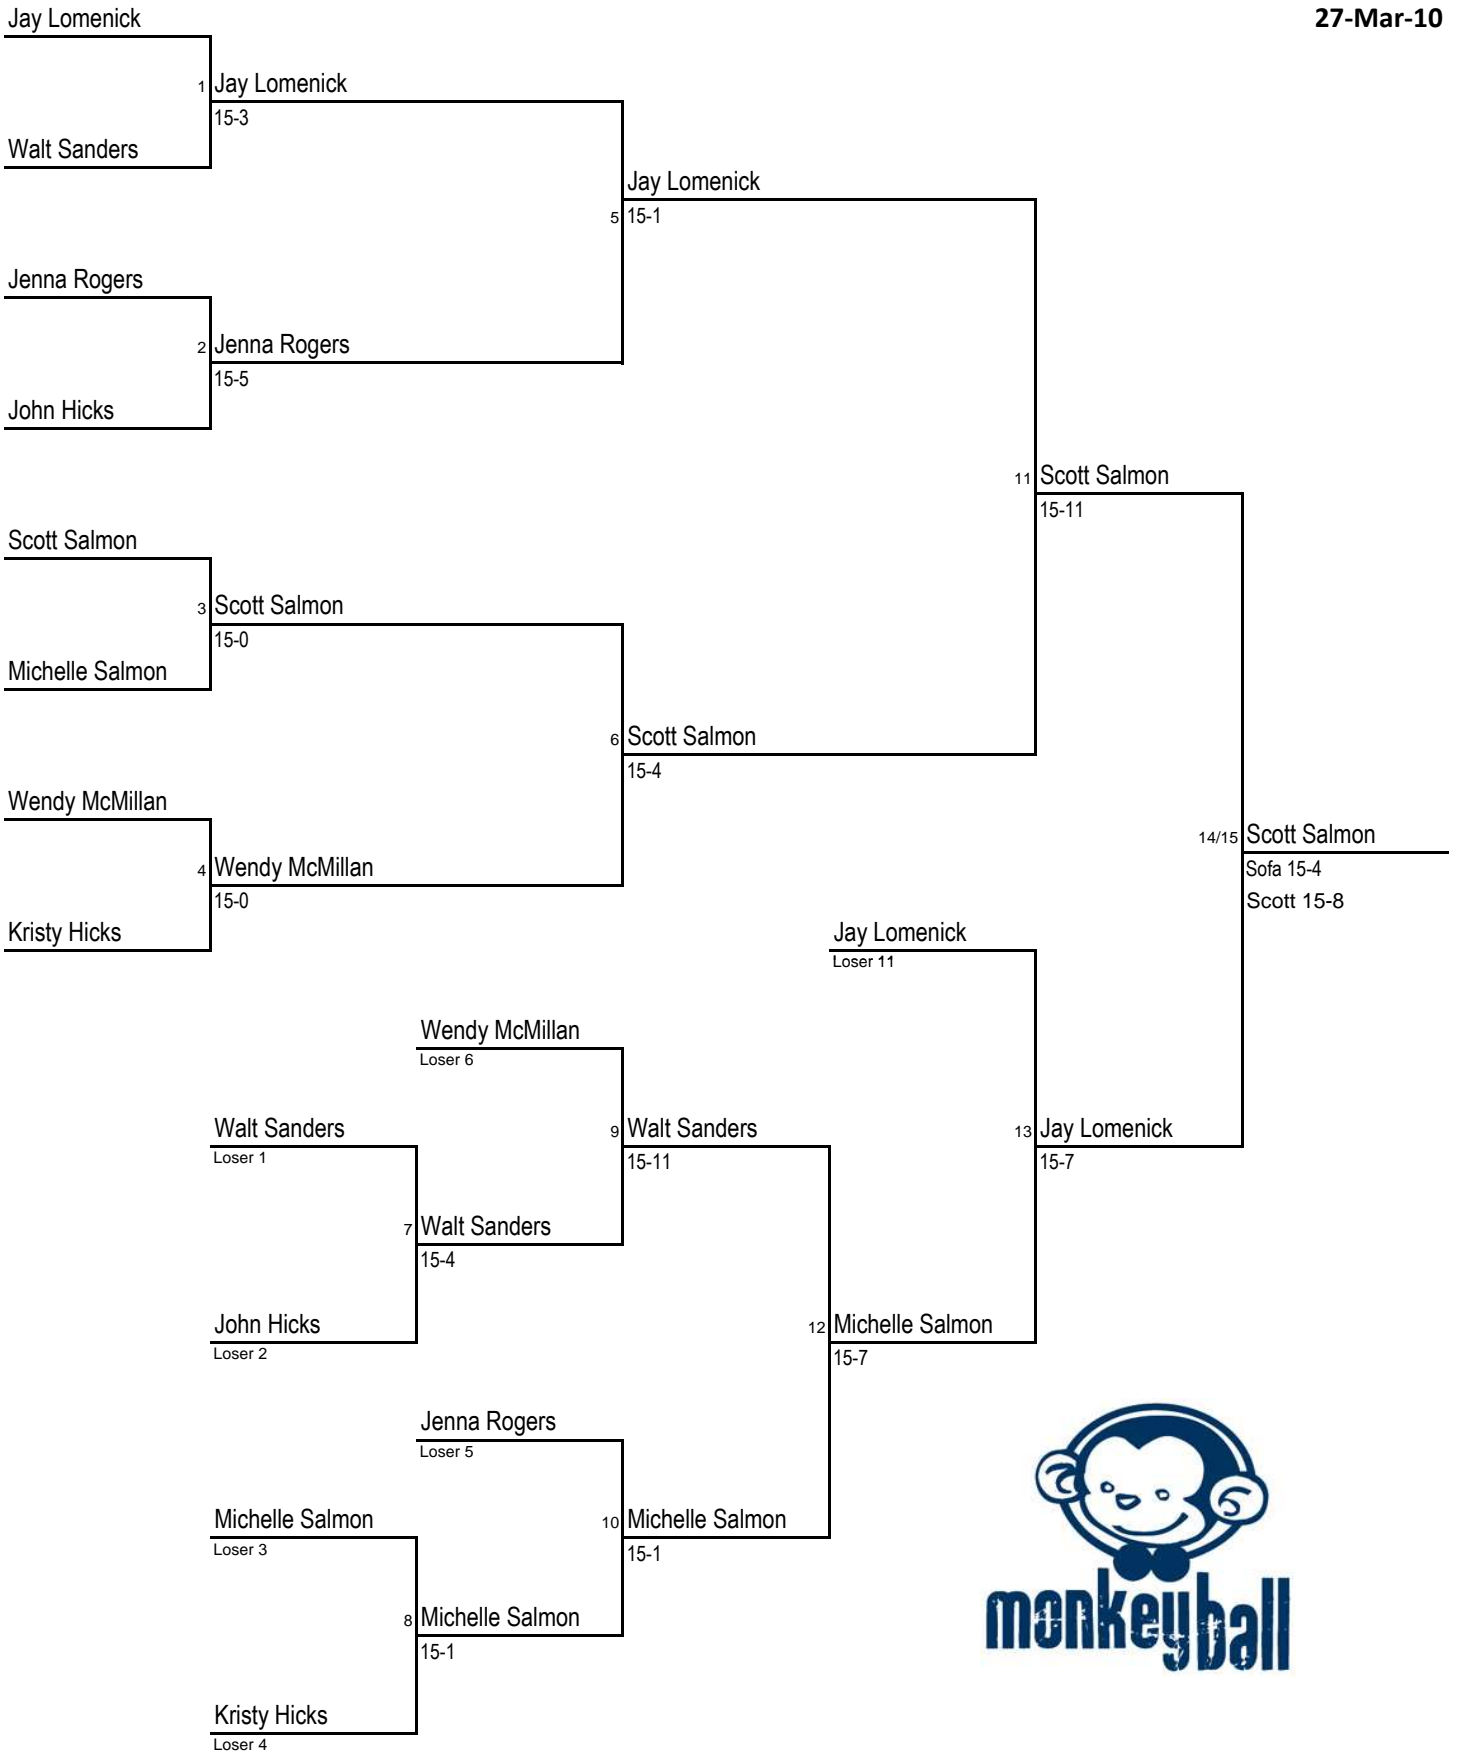 Jay Lomenick
27-Mar-10
1
Jay Lomenick
15-3
Walt Sanders
Jay Lomenick
5
15-1
Jenna Rogers
2
Jenna Rogers
15-5
John Hicks
11
Scott Salmon
15-11
Scott Salmon
3
Scott Salmon
15-0
Michelle Salmon
6
Scott Salmon
15-4
Wendy McMillan
14/15
Scott Salmon
Sofa 15-4
Scott 15-8
4
Wendy McMillan
15-0
Kristy Hicks
Jay Lomenick
Loser 11
Wendy McMillan
Loser 6
Walt Sanders
Loser 1
9
Walt Sanders
15-11
13
Jay Lomenick
15-7
7
Walt Sanders
15-4
John Hicks
Loser 2
12
Michelle Salmon
15-7
Jenna Rogers
Loser 5
Michelle Salmon
Loser 3
10
Michelle Salmon
15-1
8
Michelle Salmon
15-1
monkeyball
Kristy Hicks
Loser 4